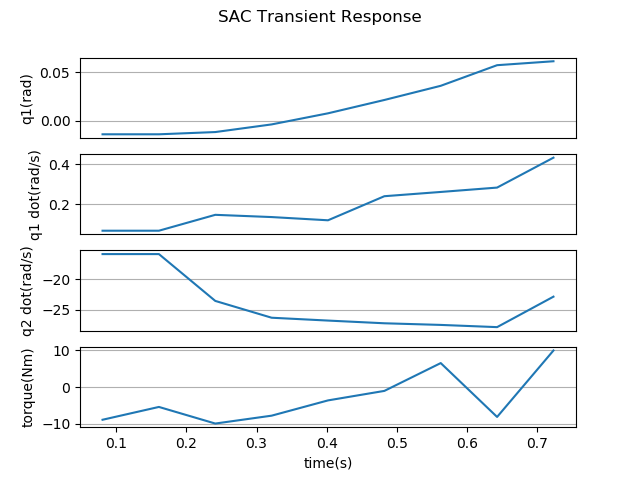 SAC Transient Response
q1(rad)
0.05
0.00
q1 dot(rad/s)
0.4
0.2
q2 dot(rad/s)
−20
−25
torque(Nm)
10
0
−10
0.1 0.2 0.3 0.4 0.5 0.6 0.7
time(s)